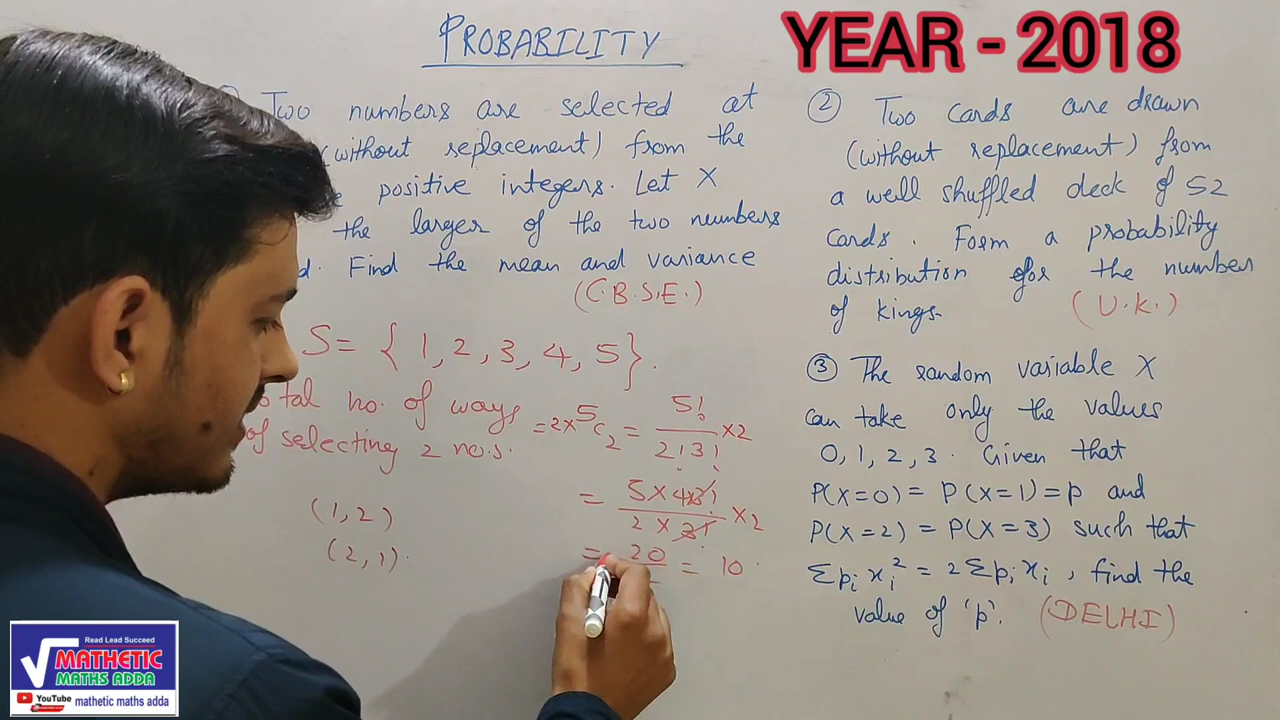 PROBABILITY
YEAR - 2018
Two numbers are selected at
(without replacement) from the
positive integers. Let X
the larger of the two numbers
d. Find the mean and variance
(C.B.S.E.)
S = { 1, 2, 3, 4, 5 }.
tal no. of ways
of selecting 2 no.s.
= 2 × ⁵C₂ = 5! / 2!3! × 2
= 5 × 4 × 3! / 2 × 3! × 2
= 20 = 10
(1, 2)
(2, 1).
② Two cards are drawn
(without replacement) from
a well shuffled deck of 52
cards. Form a probability
distribution for the number
of kings.
(U.K.)
③ The random variable X
can take only the values
0, 1, 2, 3. Given that
P(X=0) = P(X=1) = p and
P(X=2) = P(X=3) such that
Σpᵢxᵢ² = 2Σpᵢxᵢ, find the
value of 'p'. (DELHI)
Read Lead Succeed
MATHETIC
MATHS ADDA
YouTube mathetic maths adda